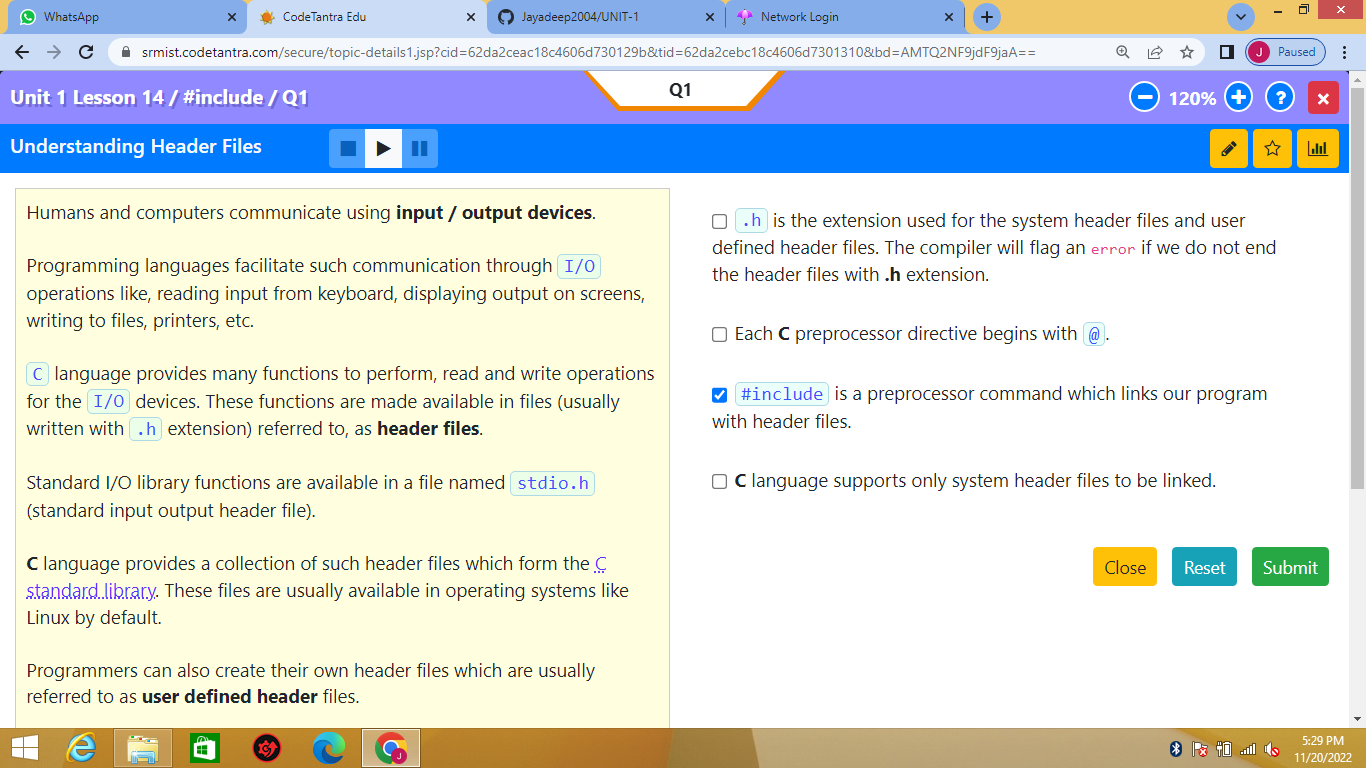 WhatsApp
CodeTantra Edu
Jayadeep2004/UNIT-1
Network Login
srmist.codetantra.com/secure/topic-details1.jsp?cid=62da2ceac18c4606d730129b&tid=62da2cebc18c4606d7301310&bd=AMTQ2NF9jdF9jaA==
J Paused
Unit 1 Lesson 14 / #include / Q1
Q1
120%
?
Understanding Header Files
Humans and computers communicate using input / output devices.
Programming languages facilitate such communication through I/O
operations like, reading input from keyboard, displaying output on screens,
writing to files, printers, etc.
C language provides many functions to perform, read and write operations
for the I/O devices. These functions are made available in files (usually
written with .h extension) referred to, as header files.
Standard I/O library functions are available in a file named stdio.h
(standard input output header file).
C language provides a collection of such header files which form the C
standard library. These files are usually available in operating systems like
Linux by default.
Programmers can also create their own header files which are usually
referred to as user defined header files.
.h is the extension used for the system header files and user
defined header files. The compiler will flag an error if we do not end
the header files with .h extension.
Each C preprocessor directive begins with @.
#include is a preprocessor command which links our program
with header files.
C language supports only system header files to be linked.
Close
Reset
Submit
J
5:29 PM
11/20/2022